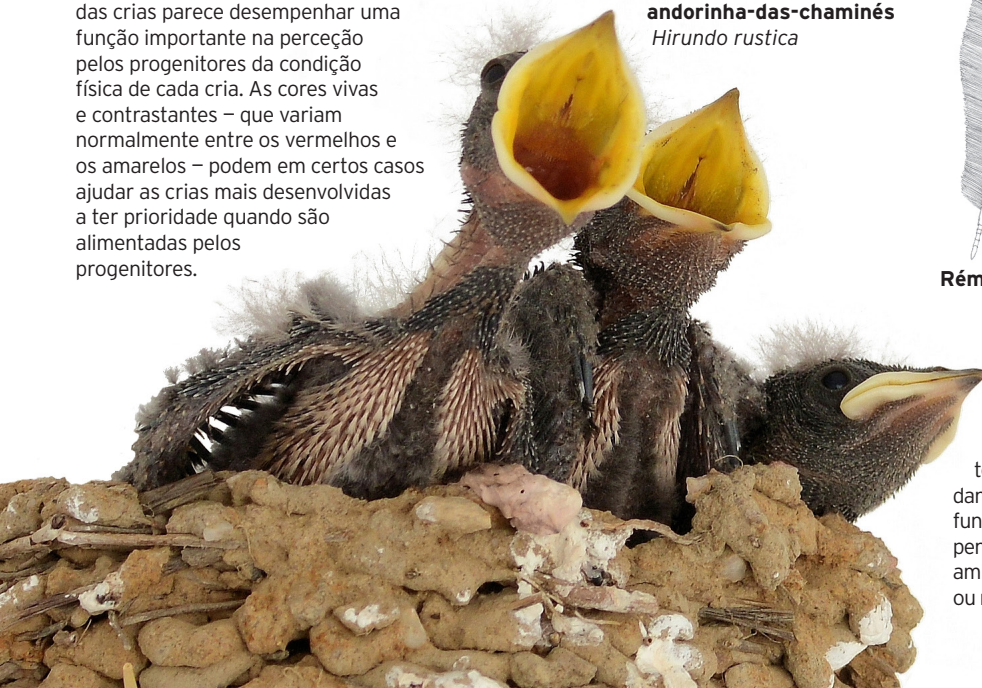 das crias parece desempenhar uma
função importante na perceção
pelos progenitores da condição
física de cada cria. As cores vivas
e contrastantes – que variam
normalmente entre os vermelhos e
os amarelos – podem em certos casos
ajudar as crias mais desenvolvidas
a ter prioridade quando são
alimentadas pelos
progenitores.
andorinha-das-chaminés
Hirundo rustica